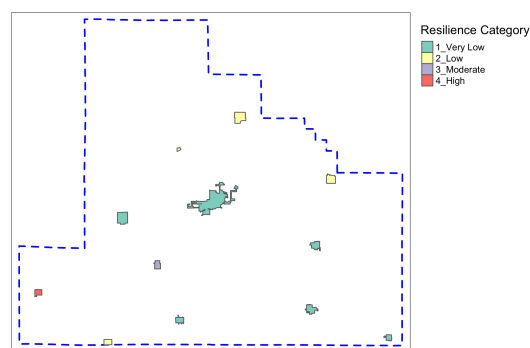 Resilience Category
1_Very Low
2_Low
3_Moderate
4_High